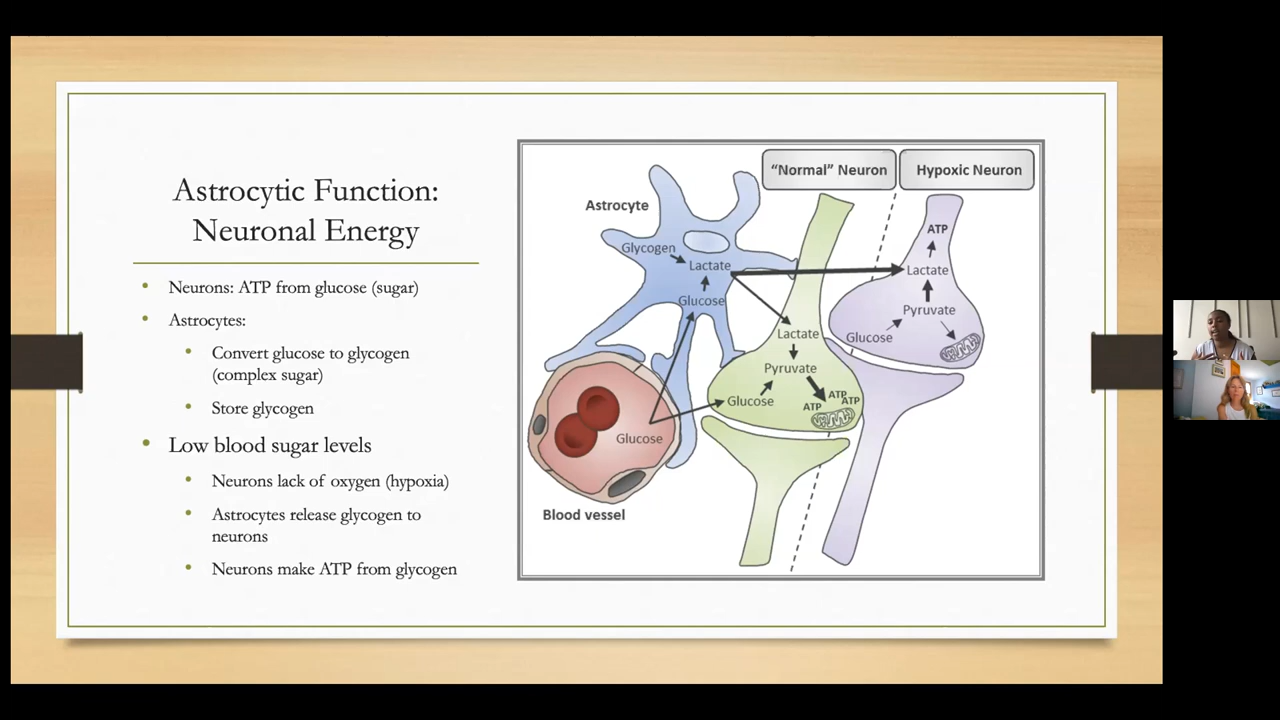 Astrocytic Function:
Neuronal Energy
Neurons: ATP from glucose (sugar)
Astrocytes:
Convert glucose to glycogen
(complex sugar)
Store glycogen
Low blood sugar levels
Neurons lack of oxygen (hypoxia)
Astrocytes release glycogen to
neurons
Neurons make ATP from glycogen
"Normal" Neuron
Hypoxic Neuron
Astrocyte
Glycogen
Lactate
Glucose
ATP
Lactate
Pyruvate
Glucose
Lactate
Pyruvate
Glucose
ATP
ATP
ATP
Glucose
Blood vessel